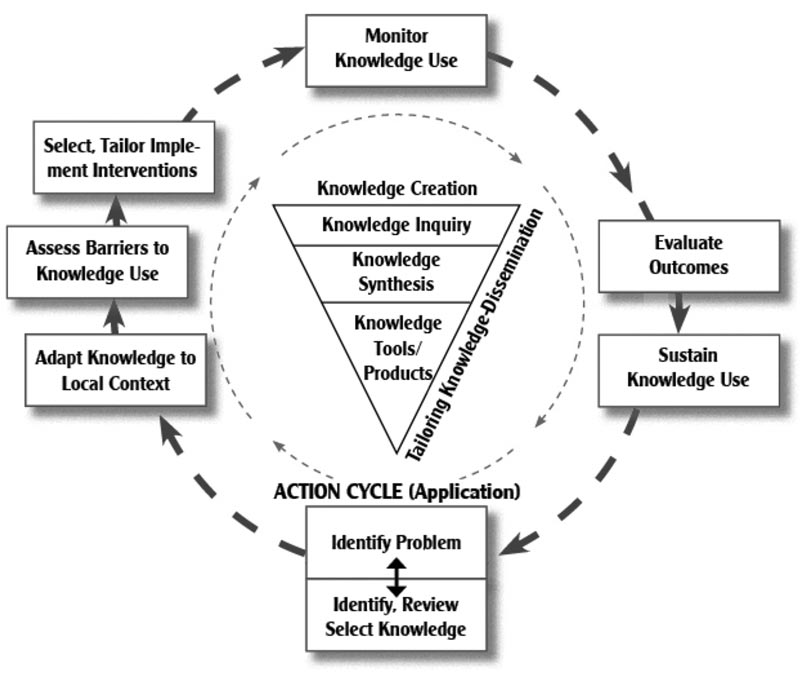 Monitor
Knowledge Use
Select, Tailor Imple-
ment Interventions
Assess Barriers to
Knowledge Use
Adapt Knowledge to
Local Context
Knowledge Creation
Knowledge Inquiry
Knowledge
Synthesis
Knowledge
Tools/
Products
Tailoring Knowledge-Dissemination
Evaluate
Outcomes
Sustain
Knowledge Use
ACTION CYCLE (Application)
Identify Problem
Identify, Review
Select Knowledge